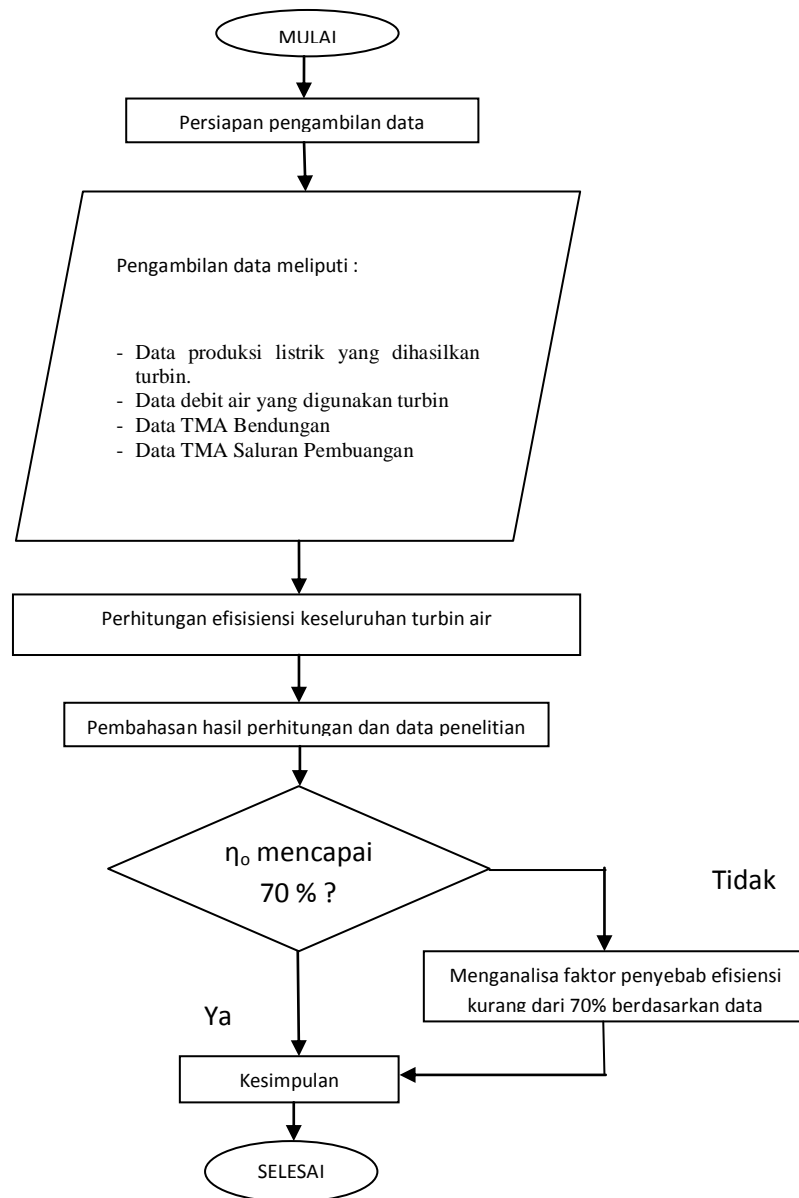 MULAI
Persiapan pengambilan data
Pengambilan data meliputi :
- Data produksi listrik yang dihasilkan
turbin.
- Data debit air yang digunakan turbin
- Data TMA Bendungan
- Data TMA Saluran Pembuangan
Perhitungan efisisiensi keseluruhan turbin air
Pembahasan hasil perhitungan dan data penelitian
ηₒ mencapai
70 % ?
Tidak
Menganalisa faktor penyebab efisiensi
kurang dari 70% berdasarkan data
Ya
Kesimpulan
SELESAI